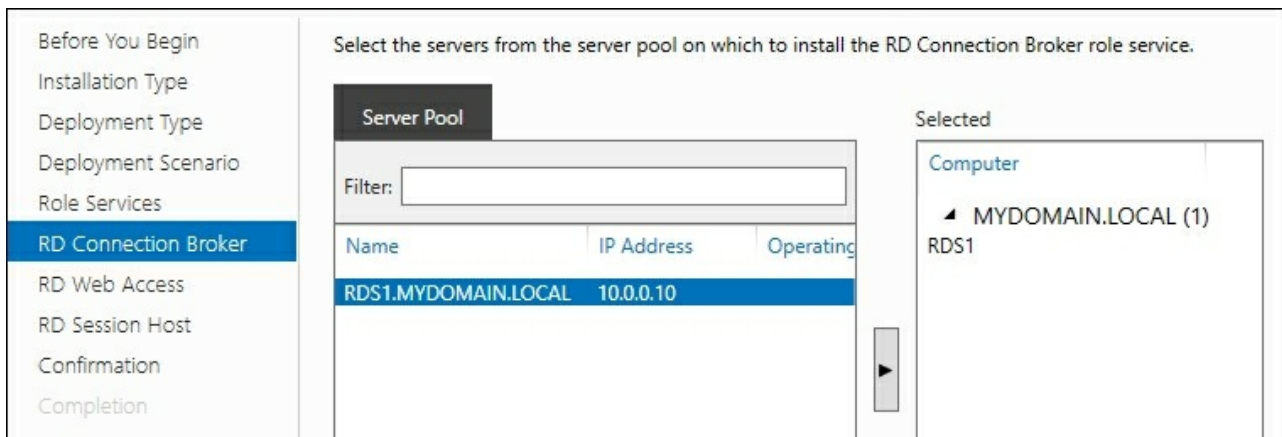 Before You Begin
Installation Type
Deployment Type
Deployment Scenario
Role Services
RD Connection Broker
RD Web Access
RD Session Host
Confirmation
Completion
Select the servers from the server pool on which to install the RD Connection Broker role service.
Server Pool
Filter:
Name IP Address Operating
RDS1.MYDOMAIN.LOCAL 10.0.0.10
Selected
Computer
MYDOMAIN.LOCAL (1)
RDS1